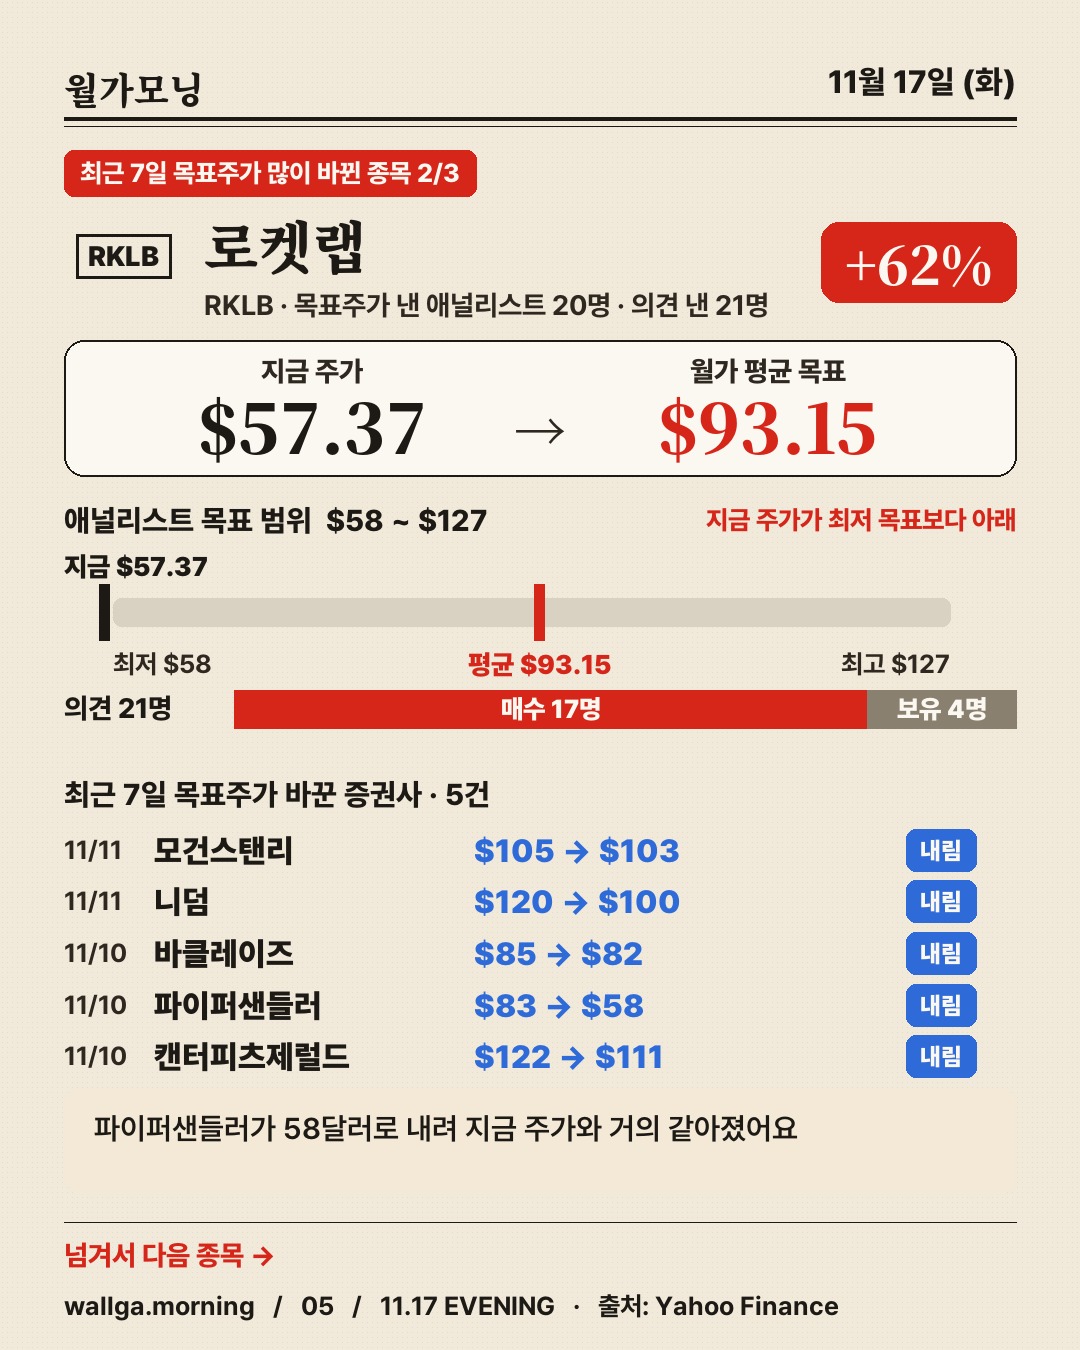 월가모닝
11월 17일 (화)
최근 7일 목표주가 많이 바뀐 종목 2/3
RKLB
로켓랩
+62%
RKLB · 목표주가 낸 애널리스트 20명 · 의견 낸 21명
지금 주가
월가 평균 목표
$57.37 → $93.15
애널리스트 목표 범위 $58 ~ $127
지금 주가가 최저 목표보다 아래
지금 $57.37
최저 $58
평균 $93.15
최고 $127
의견 21명
매수 17명
보유 4명
최근 7일 목표주가 바꾼 증권사 · 5건
11/11 모건스탠리 $105 → $103 내림
11/11 니덤 $120 → $100 내림
11/10 바클레이즈 $85 → $82 내림
11/10 파이퍼샌들러 $83 → $58 내림
11/10 캔터피츠제럴드 $122 → $111 내림
파이퍼샌들러가 58달러로 내려 지금 주가와 거의 같아졌어요
넘겨서 다음 종목 →
wallga.morning / 05 / 11.17 EVENING · 출처: Yahoo Finance